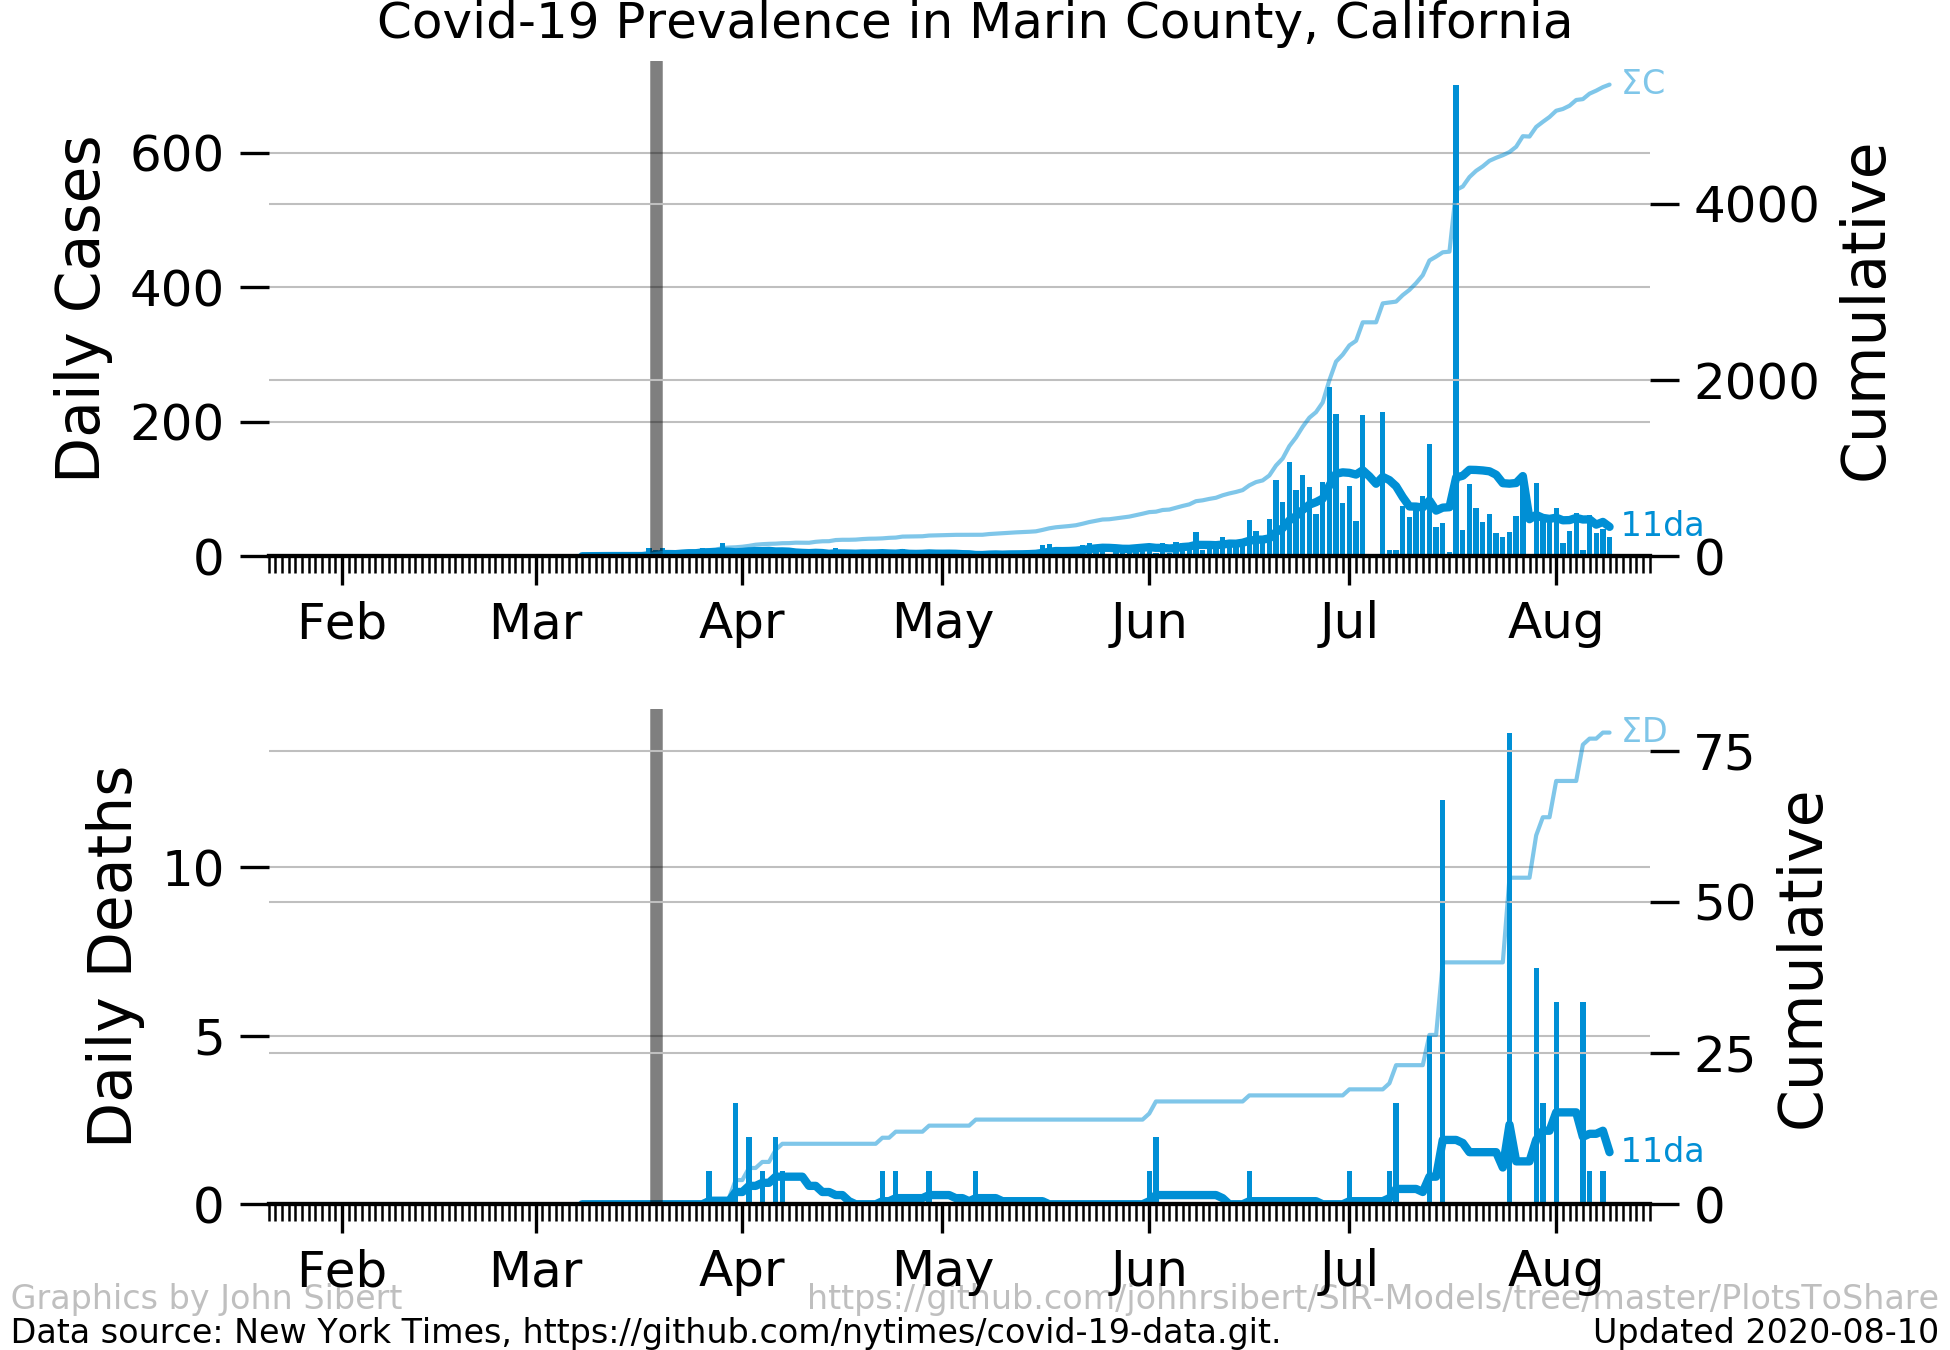 Covid-19 Prevalence in Marin County, California
Daily Cases
600
400
200
0
ΣC
11da
4000
2000
0
Cumulative
Feb Mar Apr May Jun Jul Aug
Daily Deaths
10
5
0
ΣD
11da
75
50
25
0
Cumulative
Feb Mar Apr May Jun Jul Aug
Graphics by John Sibert https://github.com/johnrsibert/SIR-Models/tree/master/PlotsToShare
Data source: New York Times, https://github.com/nytimes/covid-19-data.git. Updated 2020-08-10